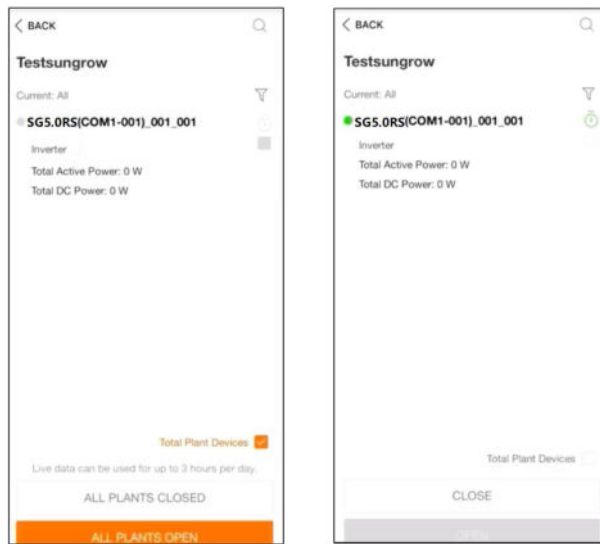 BACK
Testsungrow
Current: All
SG5.0RS(COM1-001)_001_001
Inverter
Total Active Power: 0 W
Total DC Power: 0 W
Total Plant Devices
Live data can be used for up to 3 hours per day.
ALL PLANTS CLOSED
ALL PLANTS OPEN
BACK
Testsungrow
Current: All
SG5.0RS(COM1-001)_001_001
Inverter
Total Active Power: 0 W
Total DC Power: 0 W
Total Plant Devices
CLOSE
OPEN